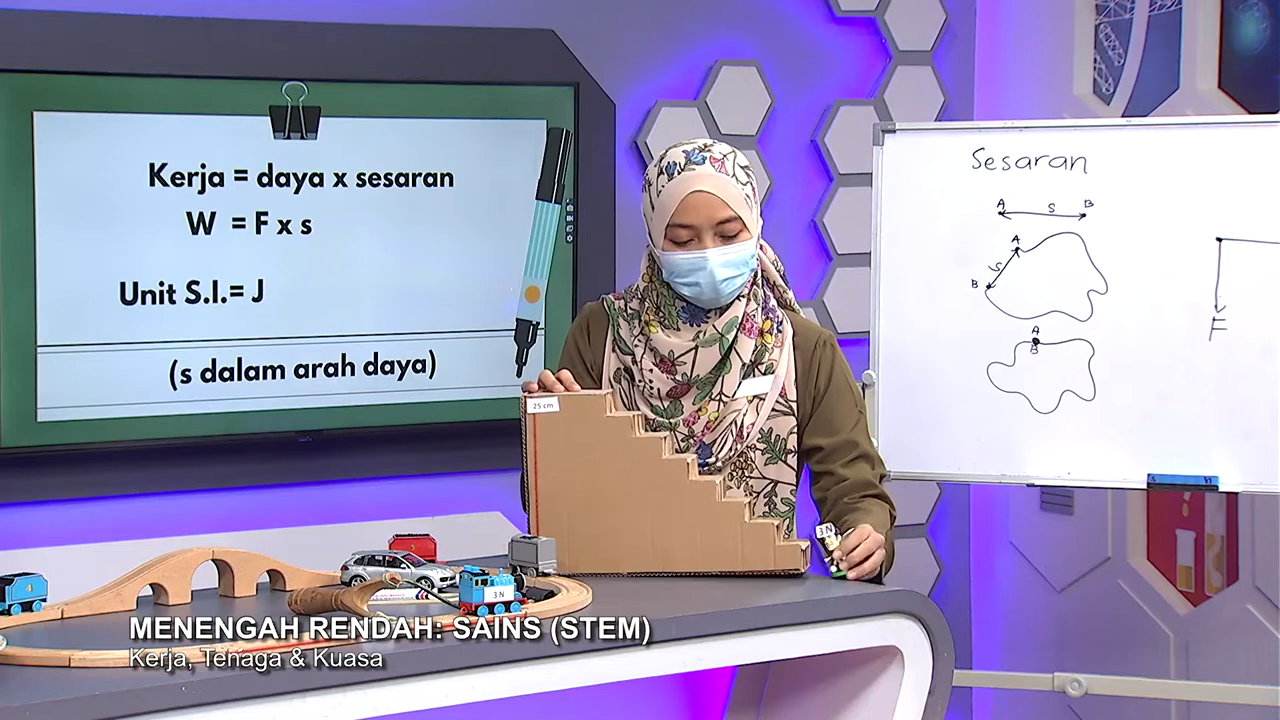 Kerja = daya x sesaran
W = F x s
Unit S.I.= J
(s dalam arah daya)
Sesaran
A S B
A
S
B
A
B
F
25 cm
3 N
3 N
MENENGAH RENDAH: SAINS (STEM)
Kerja, Tenaga & Kuasa